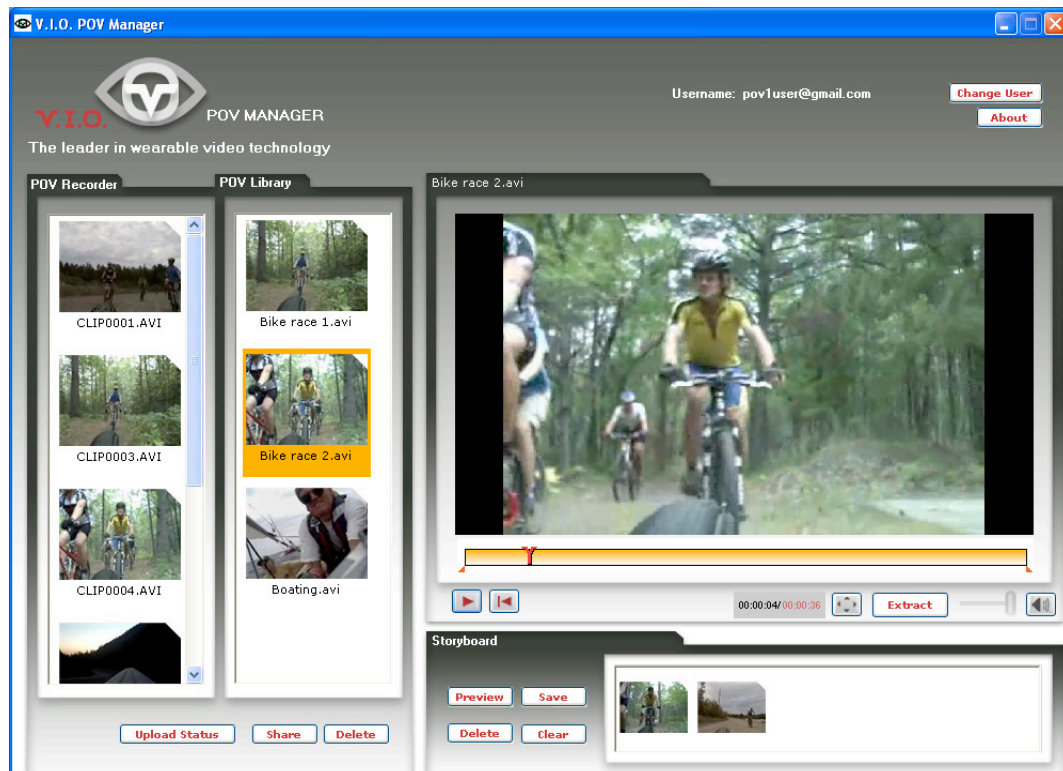 V.I.O. POV Manager
Username: pov1user@gmail.com
Change User
About
V.I.O.
POV MANAGER
The leader in wearable video technology
POV Recorder
POV Library
Bike race 2.avi
CLIP0001.AVI
CLIP0003.AVI
CLIP0004.AVI
Bike race 1.avi
Bike race 2.avi
Boating.avi
00:00:04/00:00:36
Extract
Storyboard
Preview
Save
Delete
Clear
Upload Status
Share
Delete